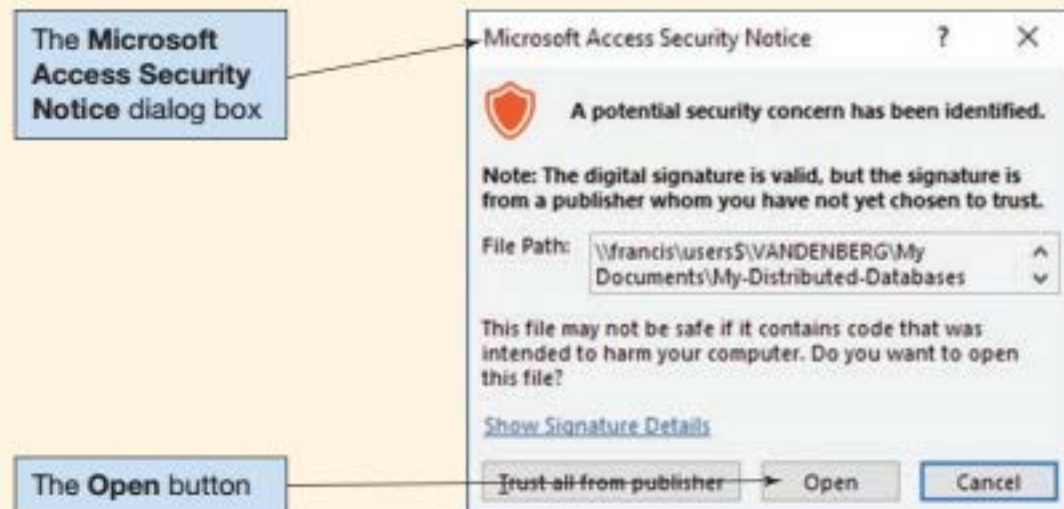 The Microsoft
Access Security
Notice dialog box
Microsoft Access Security Notice ? ×
A potential security concern has been identified.
Note: The digital signature is valid, but the signature is
from a publisher whom you have not yet chosen to trust.
File Path: \\francis\users$\VANDENBERG\My
Documents\My-Distributed-Databases
This file may not be safe if it contains code that was
intended to harm your computer. Do you want to open
this file?
Show Signature Details
The Open button
Trust all from publisher
Open
Cancel